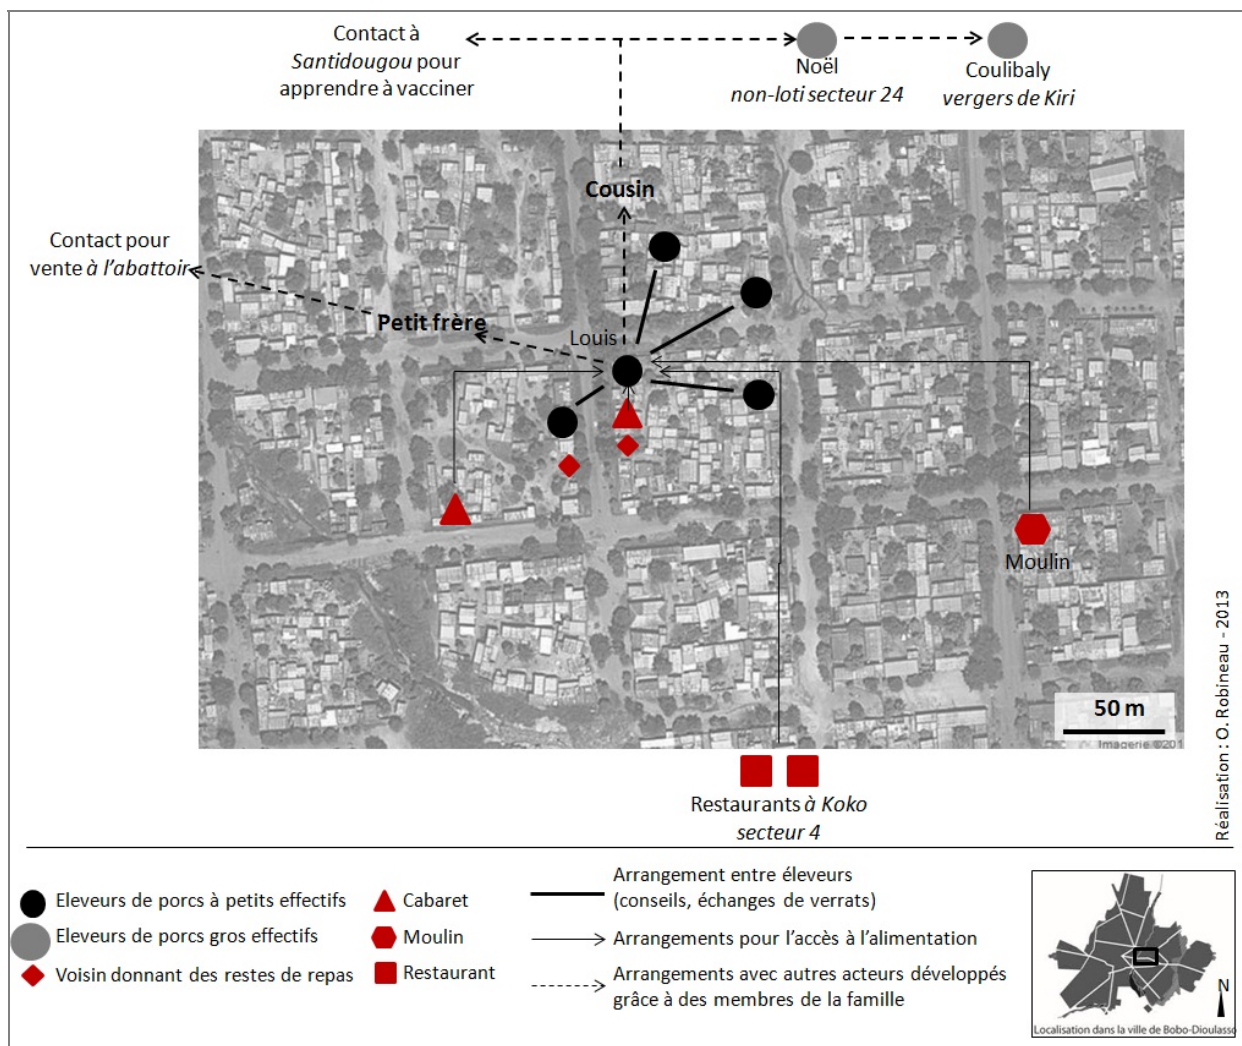 Contact à
Santidougou pour
apprendre à vacciner
Noël
non-loti secteur 24
Coulibaly
vergers de Kiri
Cousin
Contact pour
vente à l'abattoir
Petit frère
Louis
Moulin
50 m
Imagerie ©201
Restaurants à Koko
secteur 4
Réalisation : O. Robineau - 2013
Eleveurs de porcs à petits effectifs
Eleveurs de porcs gros effectifs
Voisin donnant des restes de repas
Cabaret
Moulin
Restaurant
Arrangement entre éleveurs
(conseils, échanges de verrats)
Arrangements pour l'accès à l'alimentation
Arrangements avec autres acteurs développés
grâce à des membres de la famille
N
Localisation dans la ville de Bobo-Dioulasso